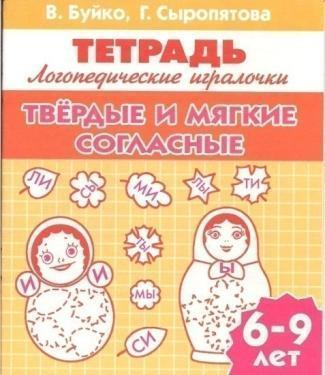 В. Буйко, Г. Сыропятова
ТЕТРАДЬ
Логопедические игралочки
ТВЁРДЫЕ И МЯГКИЕ
СОГЛАСНЫЕ
ЛИ
СЫ
МИ
ЛЫ
ТИ
ТЫ
И И
Ы
МЫ
СИ
6-9
лет